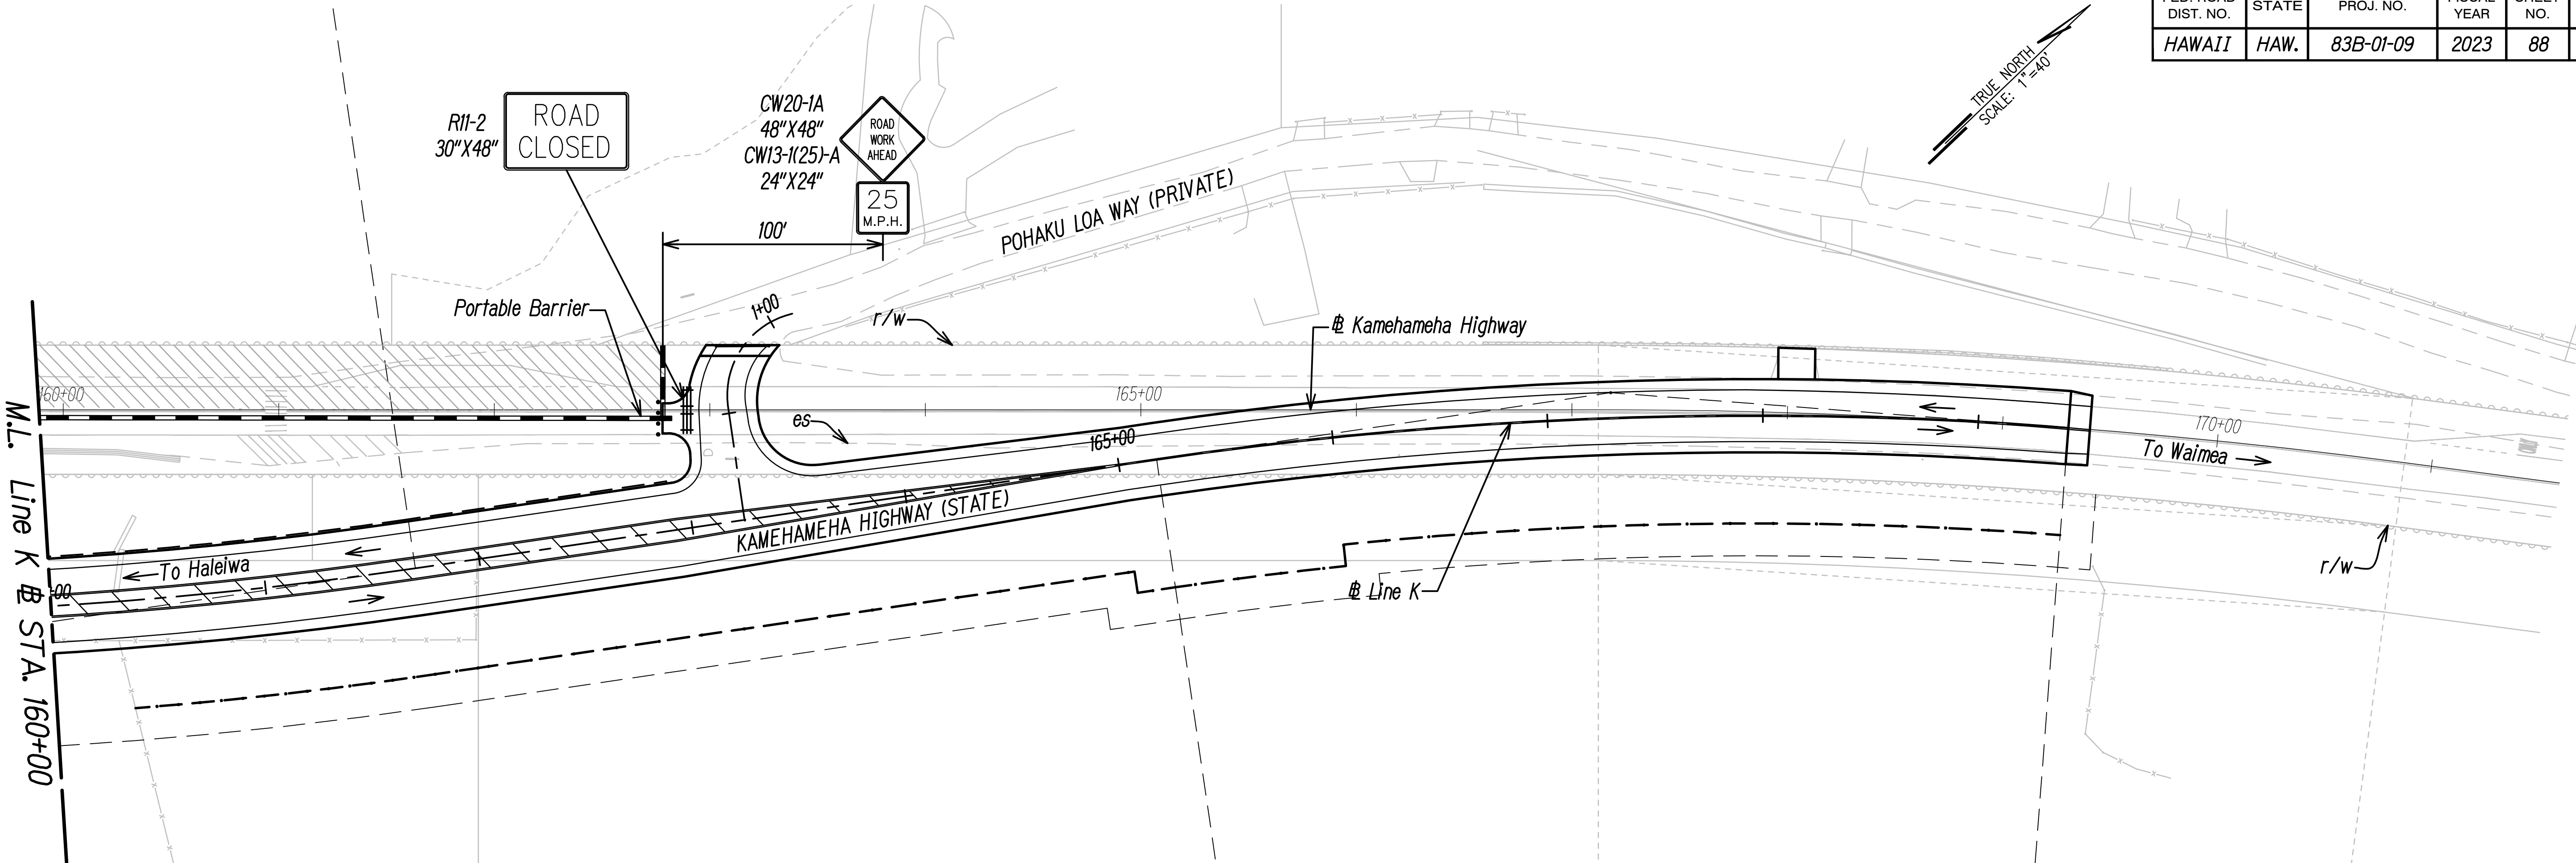 DIST. NO.
STATE
PROJ. NO.
YEAR
NO.
HAWAII
HAW.
83B-01-09
2023
88
TRUE NORTH
SCALE: 1"=40'
R11-2
30"X48"
ROAD
CLOSED
CW20-1A
48"X48"
CW13-1(25)-A
24"X24"
ROAD
WORK
AHEAD
25
M.P.H.
100'
POHAKU LOA WAY (PRIVATE)
Portable Barrier
1+00
r/w
℄ Kamehameha Highway
160+00
165+00
es
165+00
170+00
To Waimea
KAMEHAMEHA HIGHWAY (STATE)
To Haleiwa
+00
℄ Line K
r/w
M.L. Line K ℄ STA. 160+00